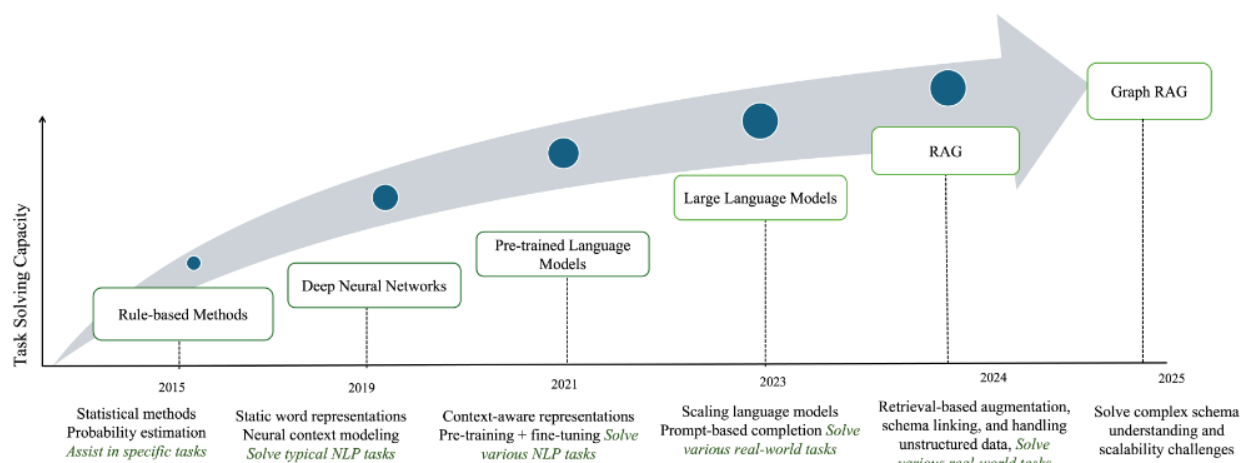 Graph RAG
RAG
Large Language Models
Pre-trained Language
Models
Deep Neural Networks
Rule-based Methods
Task Solving Capacity
2015
2019
2021
2023
2024
2025
Statistical methods
Probability estimation
Assist in specific tasks
Static word representations
Neural context modeling
Solve typical NLP tasks
Context-aware representations
Pre-training + fine-tuning Solve
various NLP tasks
Scaling language models
Prompt-based completion Solve
various real-world tasks
Retrieval-based augmentation,
schema linking, and handling
unstructured data, Solve
various real-world tasks
Solve complex schema
understanding and
scalability challenges